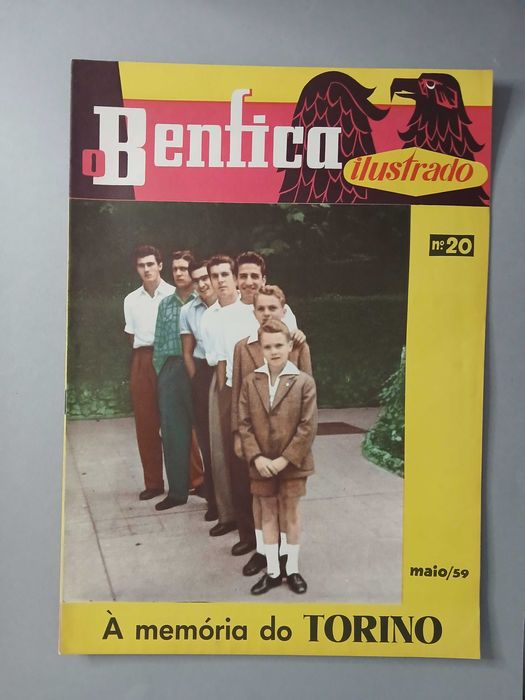 o Benfica
ilustrado
nº 20
maio/59
À memória do TORINO